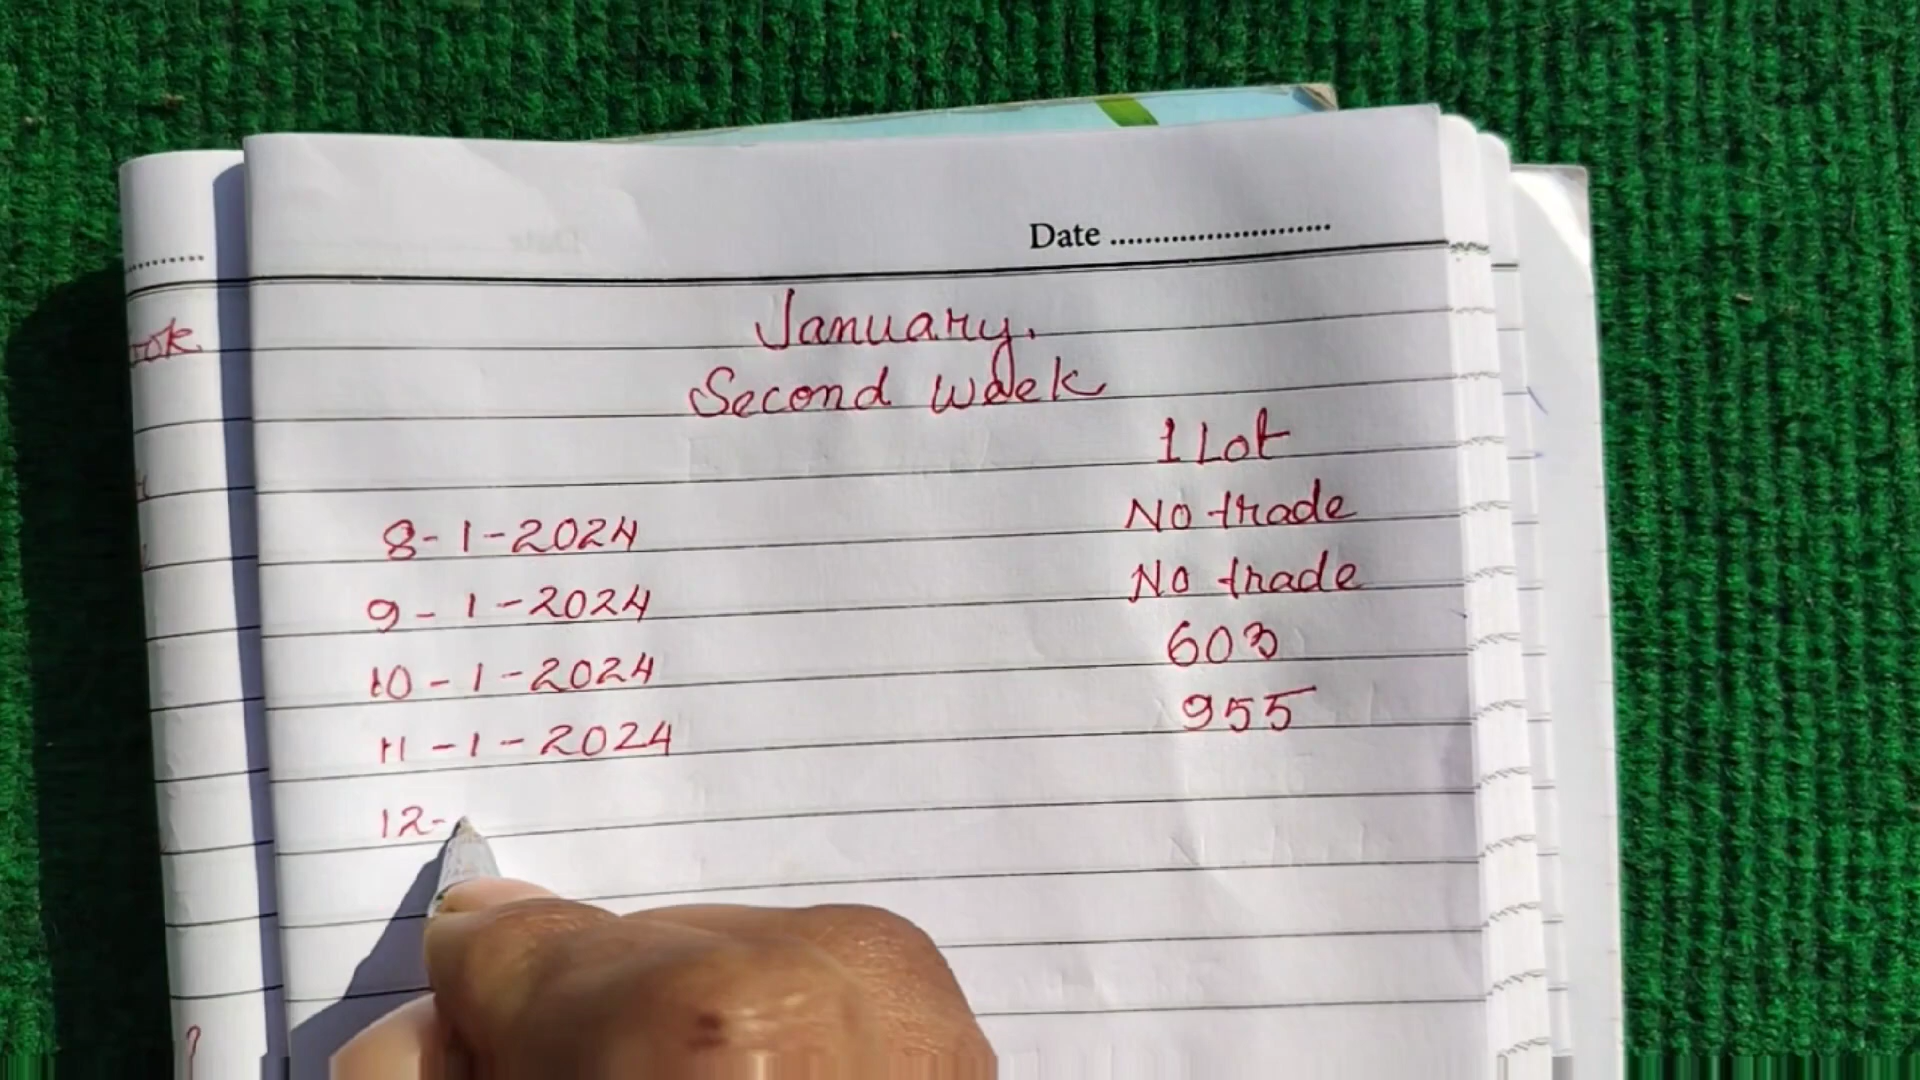 Date ..........................
January.
Second week
1 Lot
8-1-2024 No trade
9-1-2024 No trade
10-1-2024 603
11-1-2024 955
12-